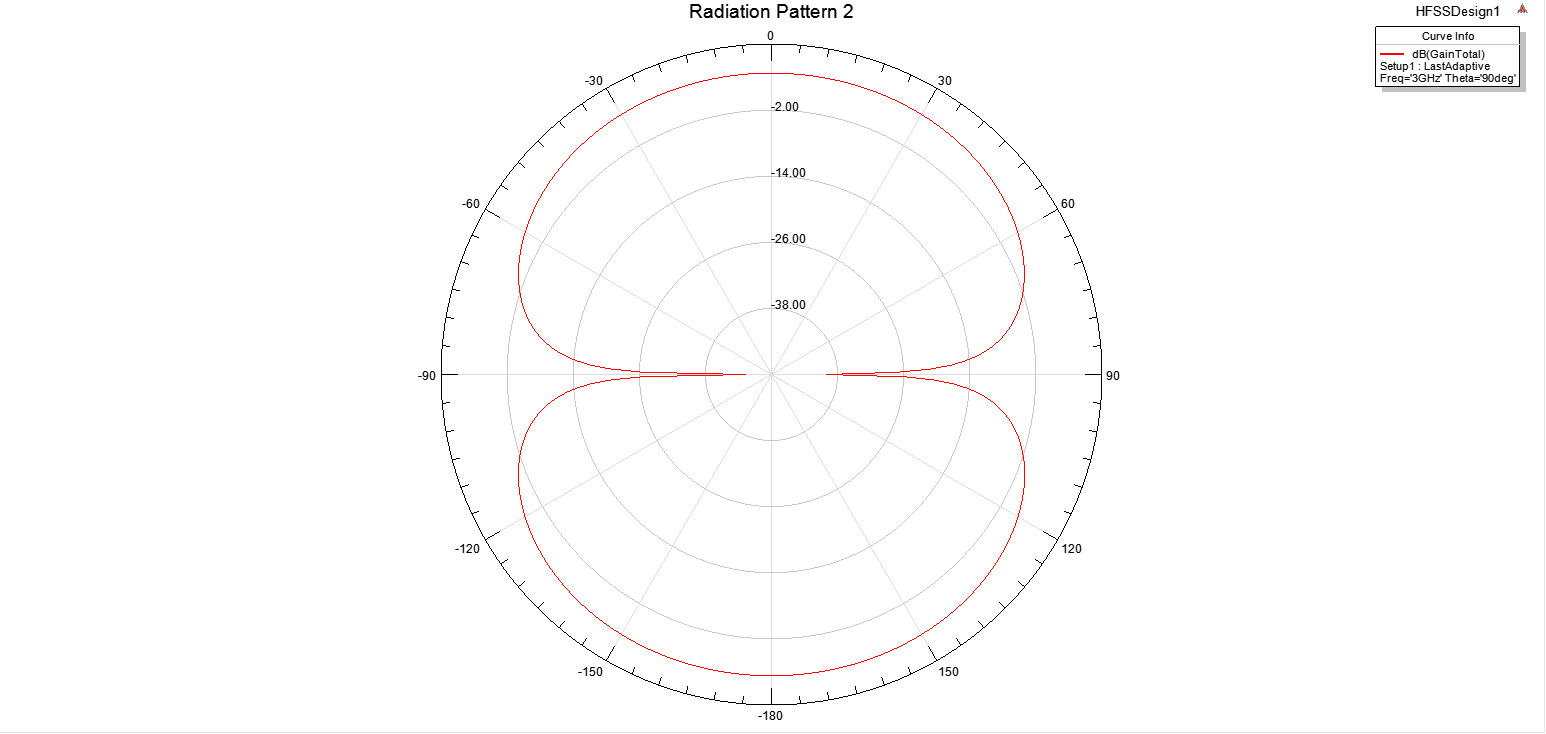 Radiation Pattern 2
HFSSDesign1
Curve Info
dB(GainTotal)
Setup1 : LastAdaptive
Freq='3GHz' Theta='90deg'
0
-30
30
-2.00
-14.00
-60
60
-26.00
-38.00
-90
90
-120
120
-150
150
-180